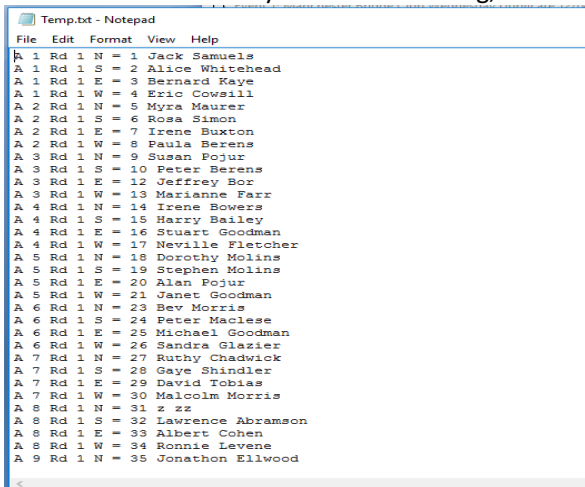 Temp.txt - Notepad
File Edit Format View Help
A 1 Rd 1 N = 1 Jack Samuels
A 1 Rd 1 S = 2 Alice Whitehead
A 1 Rd 1 E = 3 Bernard Kaye
A 1 Rd 1 W = 4 Eric Cowsill
A 2 Rd 1 N = 5 Myra Maurer
A 2 Rd 1 S = 6 Rosa Simon
A 2 Rd 1 E = 7 Irene Buxton
A 2 Rd 1 W = 8 Paula Berens
A 3 Rd 1 N = 9 Susan Pojur
A 3 Rd 1 S = 10 Peter Berens
A 3 Rd 1 E = 12 Jeffrey Bor
A 3 Rd 1 W = 13 Marianne Farr
A 4 Rd 1 N = 14 Irene Bowers
A 4 Rd 1 S = 15 Harry Bailey
A 4 Rd 1 E = 16 Stuart Goodman
A 4 Rd 1 W = 17 Neville Fletcher
A 5 Rd 1 N = 18 Dorothy Molins
A 5 Rd 1 S = 19 Stephen Molins
A 5 Rd 1 E = 20 Alan Pojur
A 5 Rd 1 W = 21 Janet Goodman
A 6 Rd 1 N = 23 Bev Morris
A 6 Rd 1 S = 24 Peter Maclese
A 6 Rd 1 E = 25 Michael Goodman
A 6 Rd 1 W = 26 Sandra Glazier
A 7 Rd 1 N = 27 Ruthy Chadwick
A 7 Rd 1 S = 28 Gaye Shindler
A 7 Rd 1 E = 29 David Tobias
A 7 Rd 1 W = 30 Malcolm Morris
A 8 Rd 1 N = 31 z zz
A 8 Rd 1 S = 32 Lawrence Abramson
A 8 Rd 1 E = 33 Albert Cohen
A 8 Rd 1 W = 34 Ronnie Levene
A 9 Rd 1 N = 35 Jonathon Ellwood